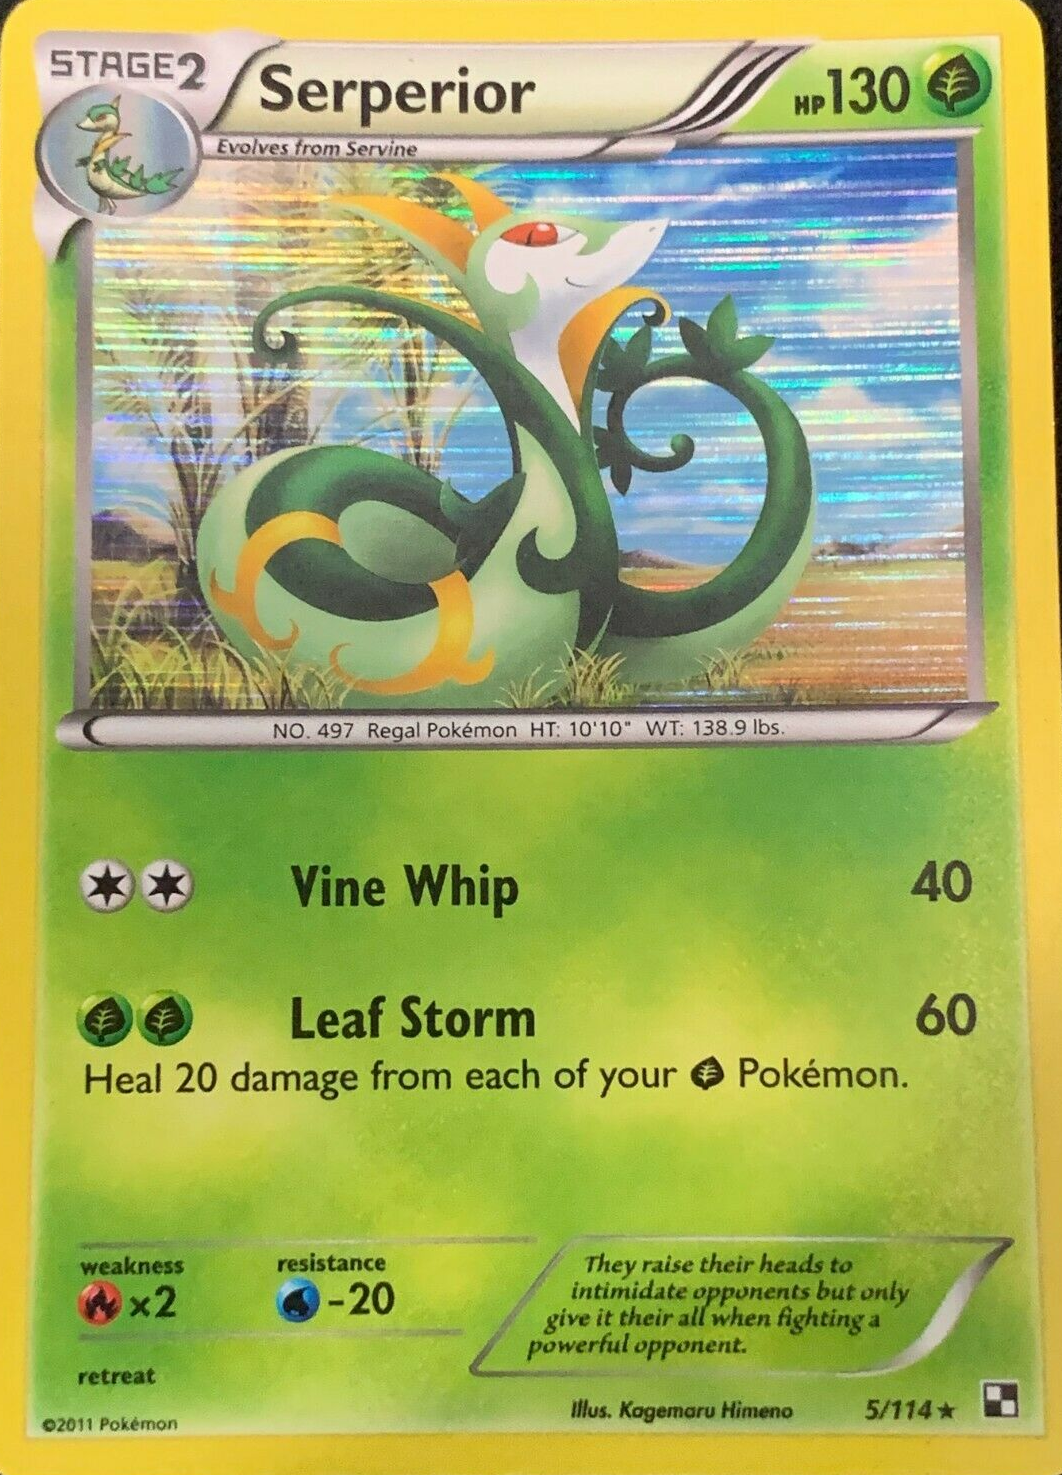 STAGE2
Serperior
HP130
Evolves from Servine
NO. 497 Regal Pokémon HT: 10'10" WT: 138.9 lbs.
Vine Whip 40
Leaf Storm 60
Heal 20 damage from each of your Pokémon.
weakness
×2
resistance
-20
retreat
They raise their heads to
intimidate opponents but only
give it their all when fighting a
powerful opponent.
©2011 Pokémon
Illus. Kagemaru Himeno
5/114★